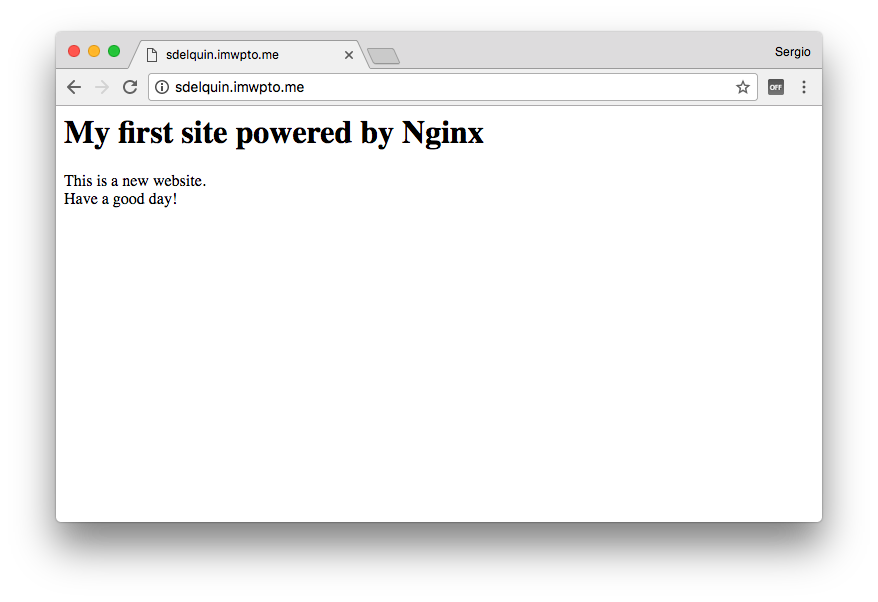 sdelquin.imwpto.me
Sergio
sdelquin.imwpto.me
OFF
My first site powered by Nginx
This is a new website.
Have a good day!